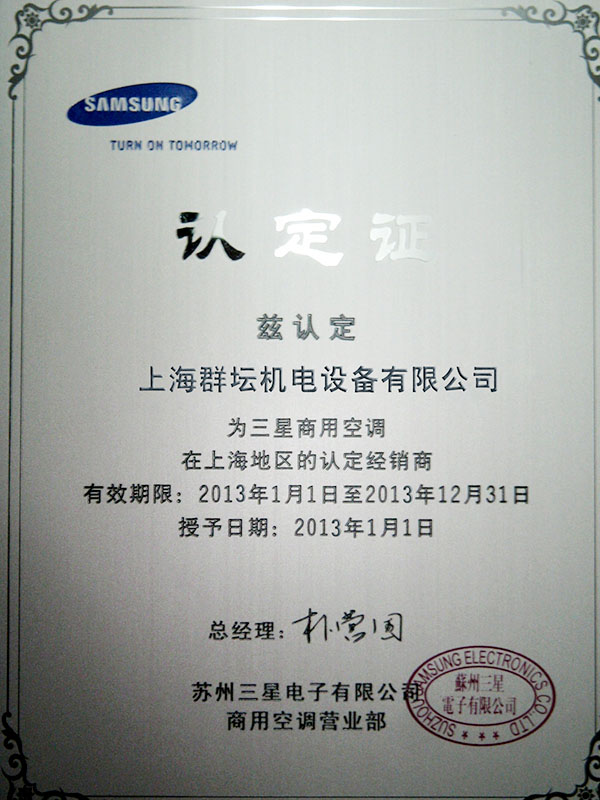 SAMSUNG
TURN ON TOMORROW
认定证
兹认定
上海群坛机电设备有限公司
为三星商用空调
在上海地区的认定经销商
有效期限：2013年1月1日至2013年12月31日
授予日期：2013年1月1日
总经理：
苏州三星电子有限公司
商用空调营业部
SUZHOU SAMSUNG ELECTRONICS CO.LTD
蘇州三星
電子有限公司